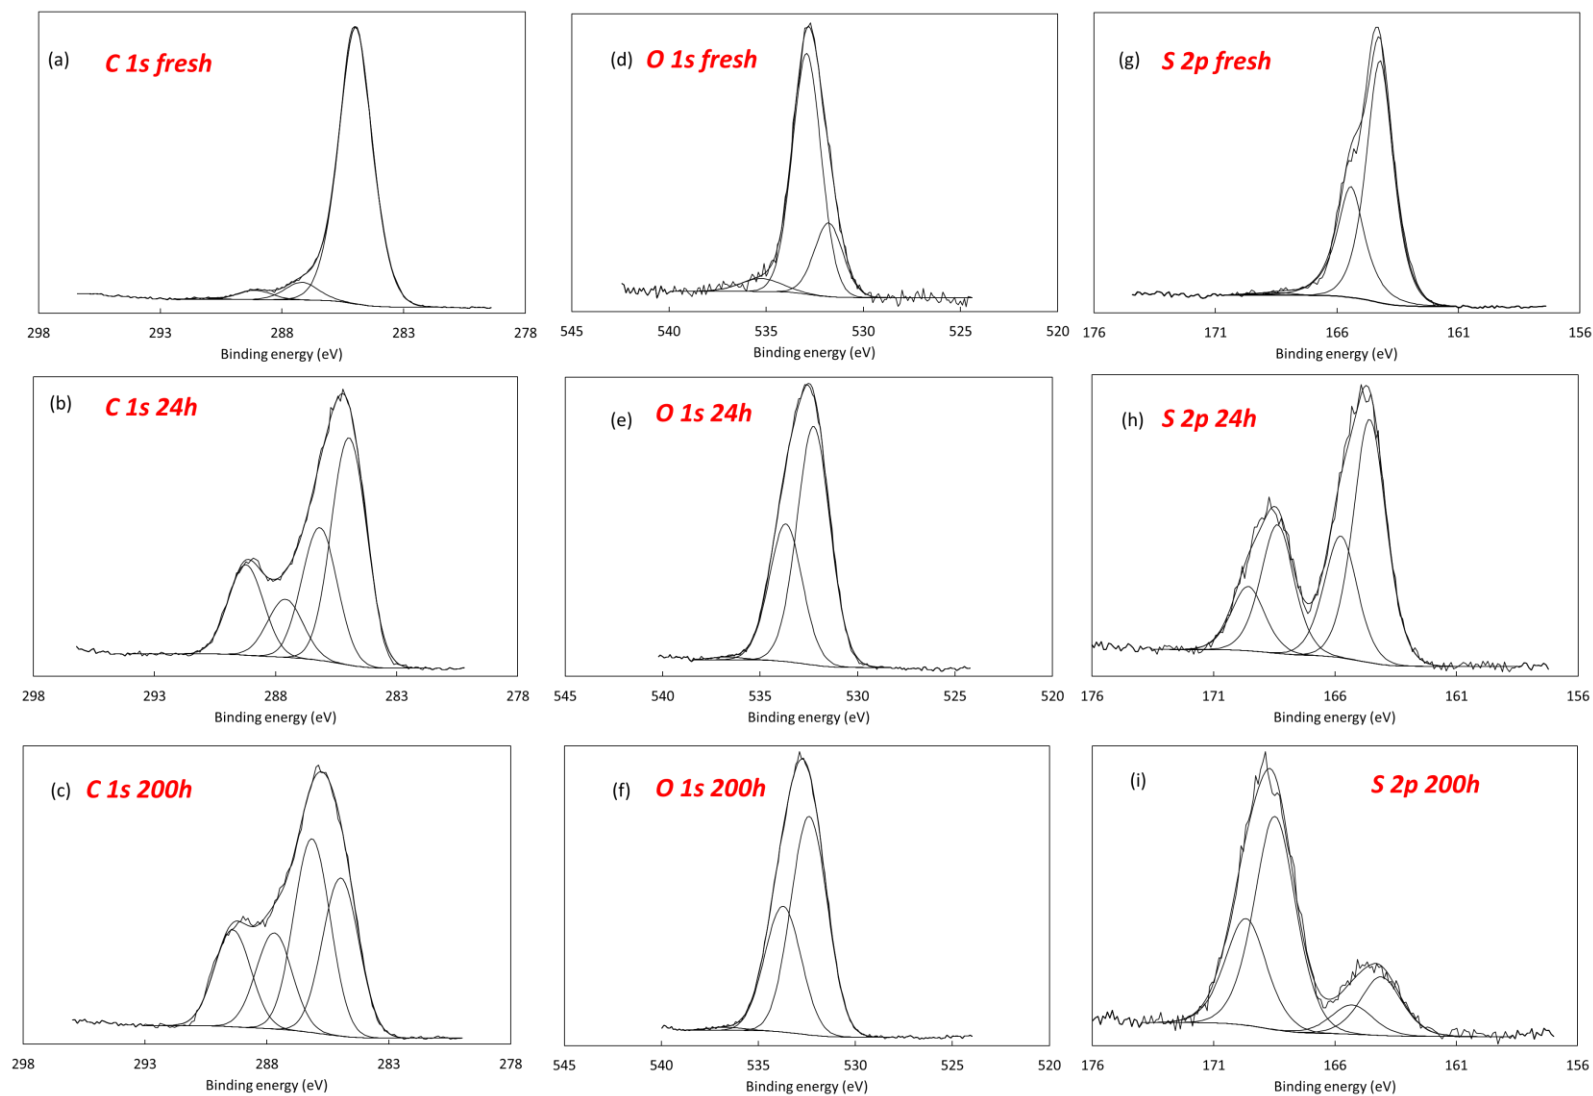 (a) C 1s fresh
298 293 288 283 278
Binding energy (eV)
(d) O 1s fresh
545 540 535 530 525 520
Binding energy (eV)
(g) S 2p fresh
176 171 166 161 156
Binding energy (eV)
(b) C 1s 24h
298 293 288 283 278
Binding energy (eV)
(e) O 1s 24h
545 540 535 530 525 520
Binding energy (eV)
(h) S 2p 24h
176 171 166 161 156
Binding energy (eV)
(c) C 1s 200h
298 293 288 283 278
Binding energy (eV)
(f) O 1s 200h
545 540 535 530 525 520
Binding energy (eV)
(i) S 2p 200h
176 171 166 161 156
Binding energy (eV)